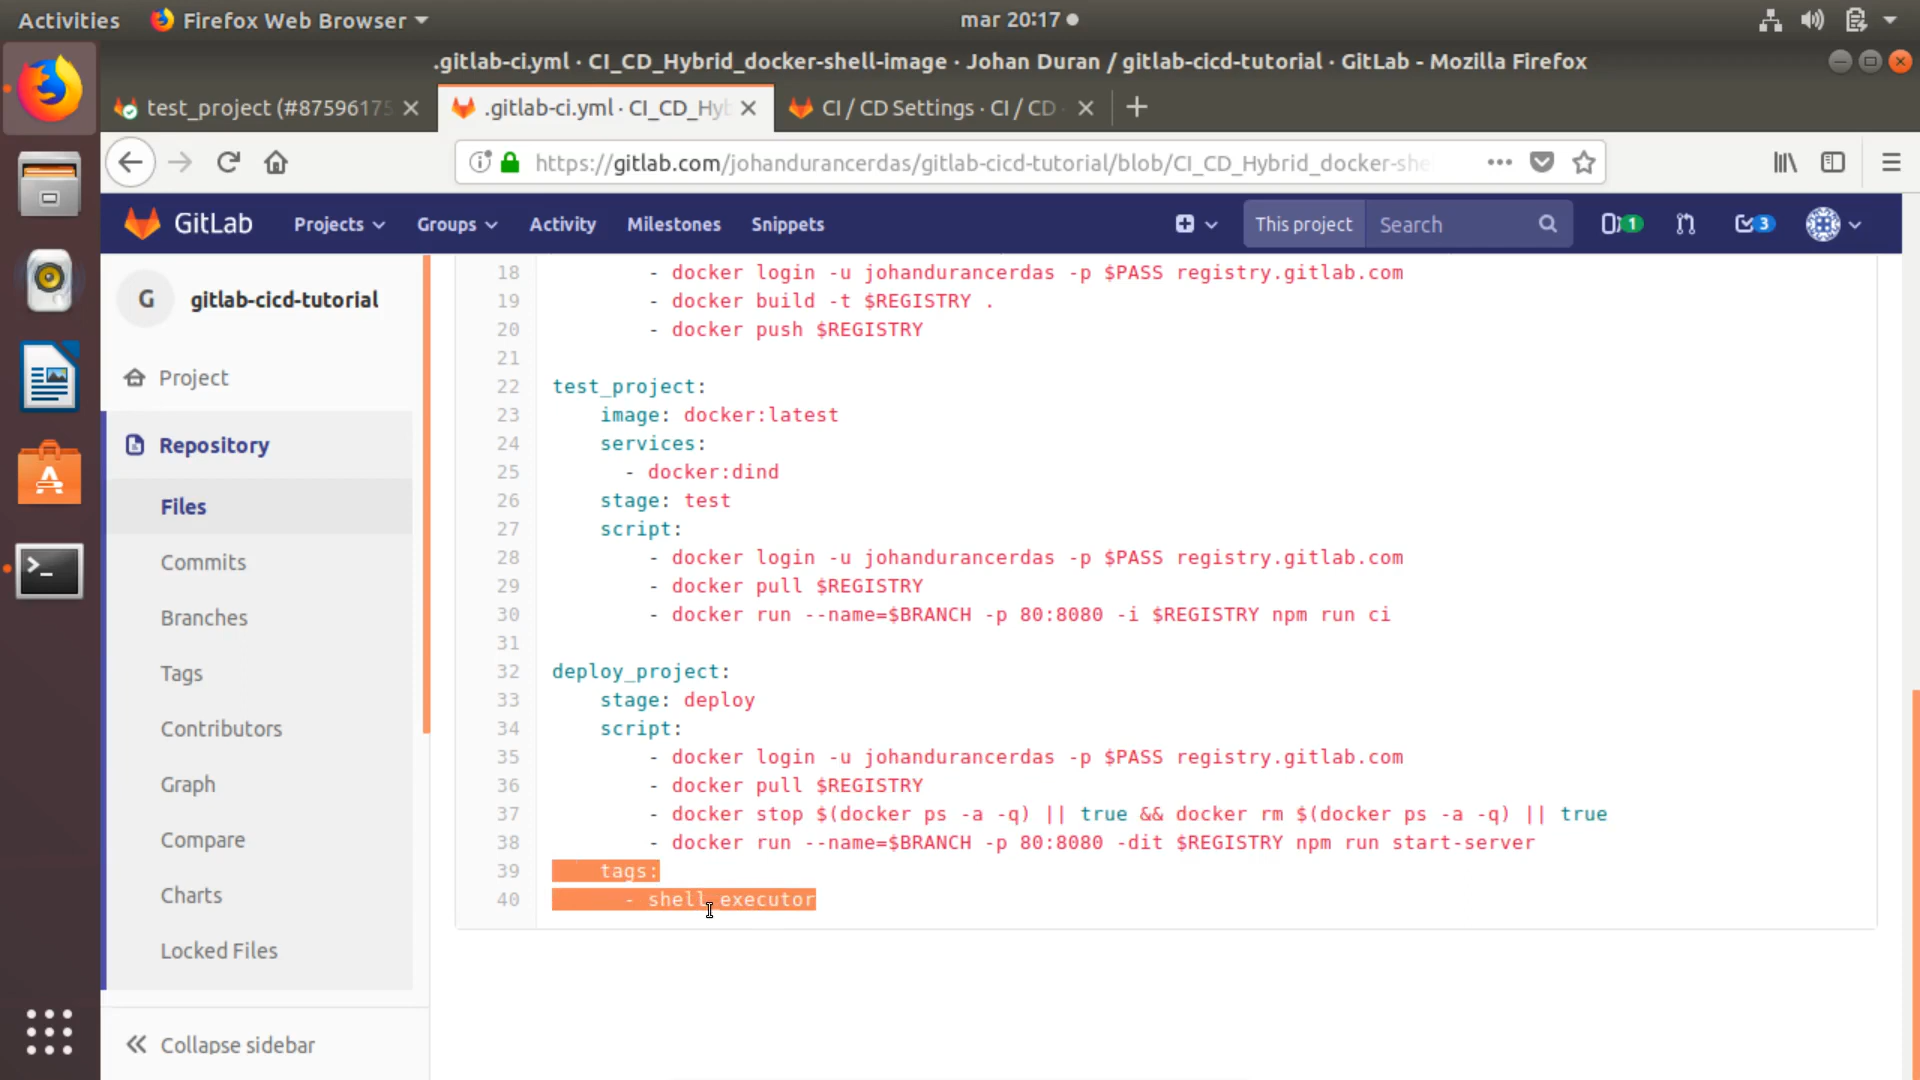 Activities
Firefox Web Browser
mar 20:17
.gitlab-ci.yml · CI_CD_Hybrid_docker-shell-image · Johan Duran / gitlab-cicd-tutorial · GitLab - Mozilla Firefox
test_project (#87596175
.gitlab-ci.yml · CI_CD_Hyb
CI / CD Settings · CI / CD
https://gitlab.com/johandurancerdas/gitlab-cicd-tutorial/blob/CI_CD_Hybrid_docker-she
GitLab
Projects
Groups
Activity
Milestones
Snippets
This project
Search
1
3
G
gitlab-cicd-tutorial
Project
Repository
Files
Commits
Branches
Tags
Contributors
Graph
Compare
Charts
Locked Files
Collapse sidebar
18 - docker login -u johandurancerdas -p $PASS registry.gitlab.com
19 - docker build -t $REGISTRY .
20 - docker push $REGISTRY
21
22 test_project:
23 image: docker:latest
24 services:
25 - docker:dind
26 stage: test
27 script:
28 - docker login -u johandurancerdas -p $PASS registry.gitlab.com
29 - docker pull $REGISTRY
30 - docker run --name=$BRANCH -p 80:8080 -i $REGISTRY npm run ci
31
32 deploy_project:
33 stage: deploy
34 script:
35 - docker login -u johandurancerdas -p $PASS registry.gitlab.com
36 - docker pull $REGISTRY
37 - docker stop $(docker ps -a -q) || true && docker rm $(docker ps -a -q) || true
38 - docker run --name=$BRANCH -p 80:8080 -dit $REGISTRY npm run start-server
39 tags:
40 - shell_executor